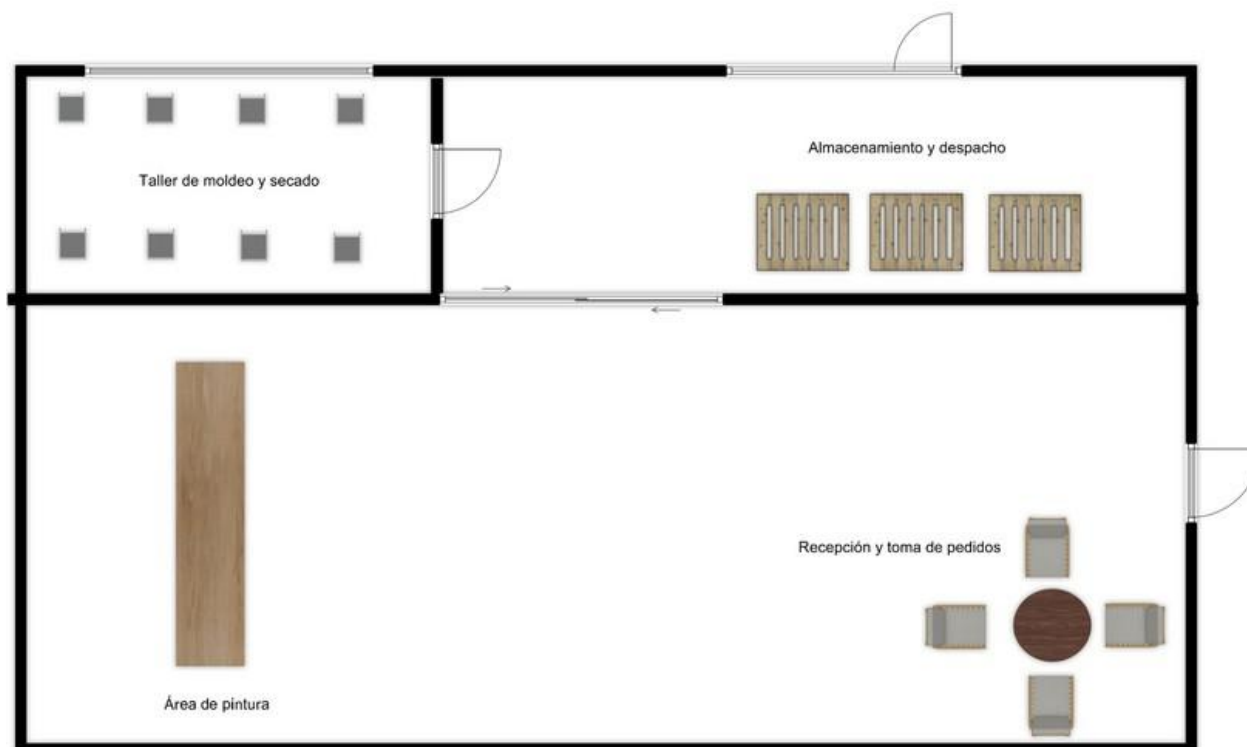 Almacenamiento y despacho
Taller de moldeo y secado
Recepción y toma de pedidos
Área de pintura